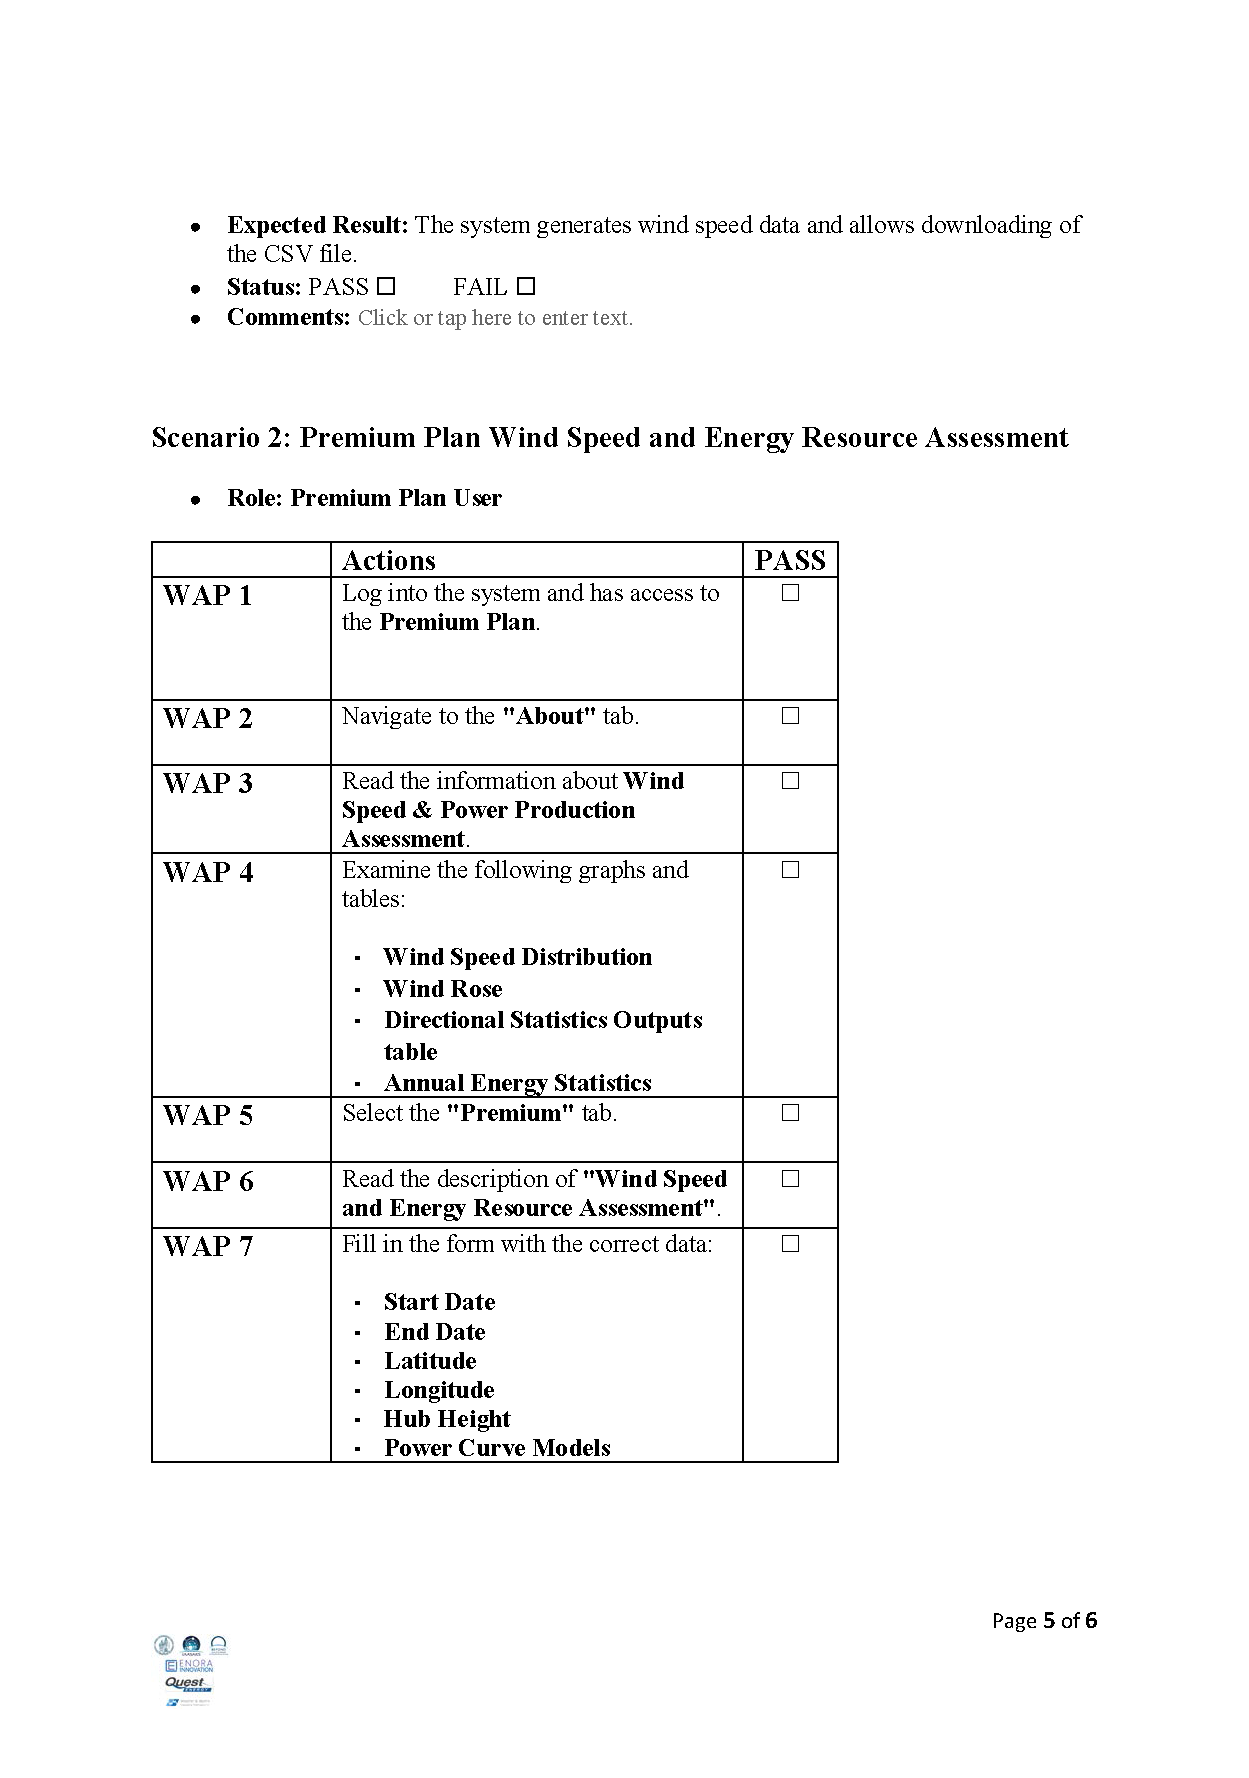 ● Expected Result: The system generates wind speed data and allows downloading of
the CSV file.
● Status: PASS ☐ FAIL ☐
● Comments: Click or tap here to enter text.
Scenario 2: Premium Plan Wind Speed and Energy Resource Assessment
● Role: Premium Plan User
Actions PASS
WAP 1 Log into the system and has access to ☐
the Premium Plan.
WAP 2 Navigate to the "About" tab. ☐
WAP 3 Read the information about Wind ☐
Speed & Power Production
Assessment.
WAP 4 Examine the following graphs and ☐
tables:
- Wind Speed Distribution
- Wind Rose
- Directional Statistics Outputs
table
- Annual Energy Statistics
WAP 5 Select the "Premium" tab. ☐
WAP 6 Read the description of "Wind Speed ☐
and Energy Resource Assessment".
WAP 7 Fill in the form with the correct data: ☐
- Start Date
- End Date
- Latitude
- Longitude
- Hub Height
- Power Curve Models
Page 5 of 6
ENORA
INNOVATION
Quest
ENERGY